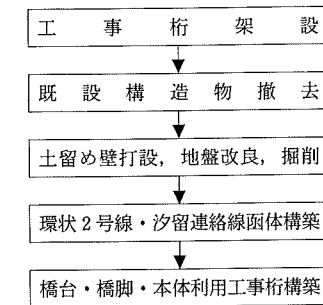 工事桁架設
既設構造物撤去
土留め壁打設，地盤改良，掘削
環状２号線・汐留連絡線函体構築
橋台・橋脚・本体利用工事桁構築